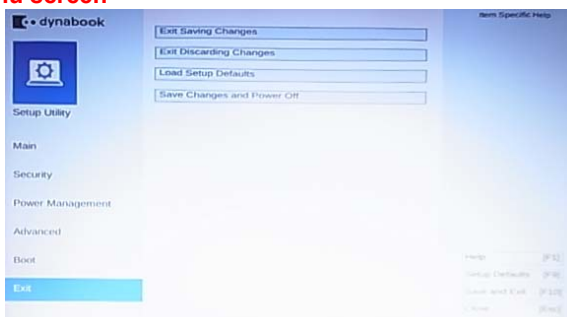 nd screen
dynabook
Setup Utility
Main
Security
Power Management
Advanced
Boot
Exit
Exit Saving Changes
Exit Discarding Changes
Load Setup Defaults
Save Changes and Power Off
Item Specific Help
Help [F1]
Setup Defaults [F9]
Save and Exit [F10]
Close [Esc]